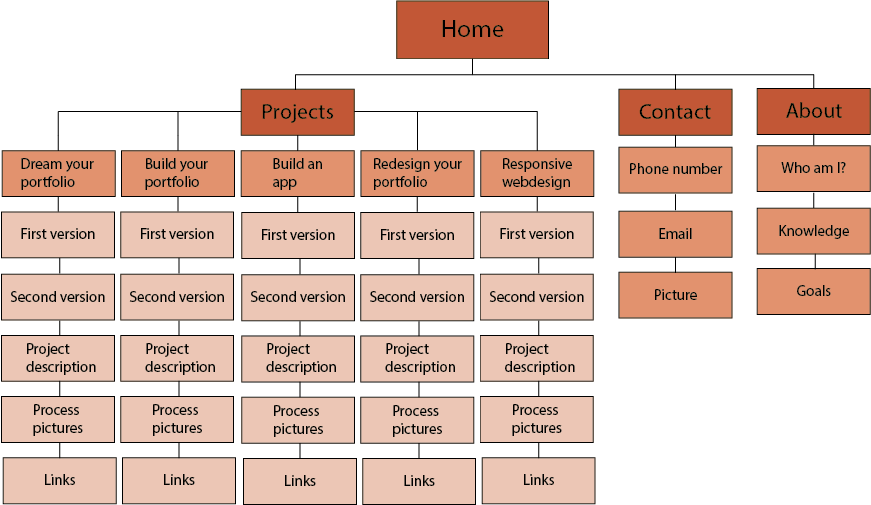 Home
Projects
Contact
About
Dream your
portfolio
Build your
portfolio
Build an
app
Redesign your
portfolio
Responsive
webdesign
Phone number
Who am I?
First version
First version
First version
First version
First version
Email
Knowledge
Second version
Second version
Second version
Second version
Second version
Picture
Goals
Project
description
Project
description
Project
description
Project
description
Project
description
Process
pictures
Process
pictures
Process
pictures
Process
pictures
Process
pictures
Links
Links
Links
Links
Links